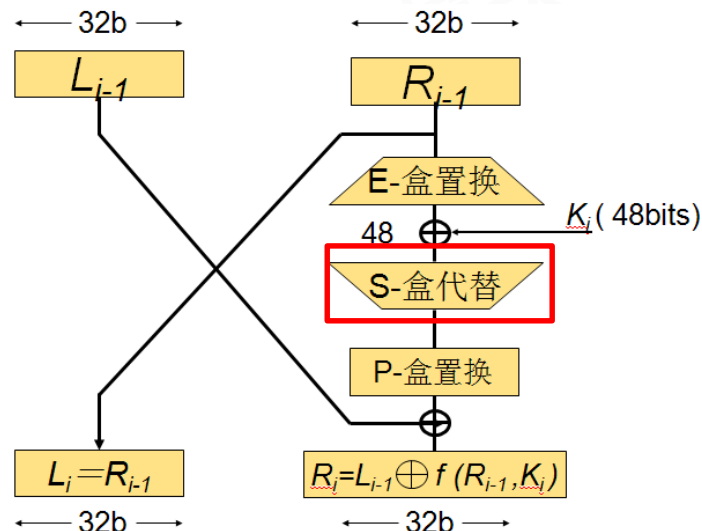 32b 32b
Li-1 Ri-1
E-盒置换
48 Ki ( 48bits)
S-盒代替
P-盒置换
Li＝Ri-1 Ri=Li-1⊕f (Ri-1,Ki)
32b 32b